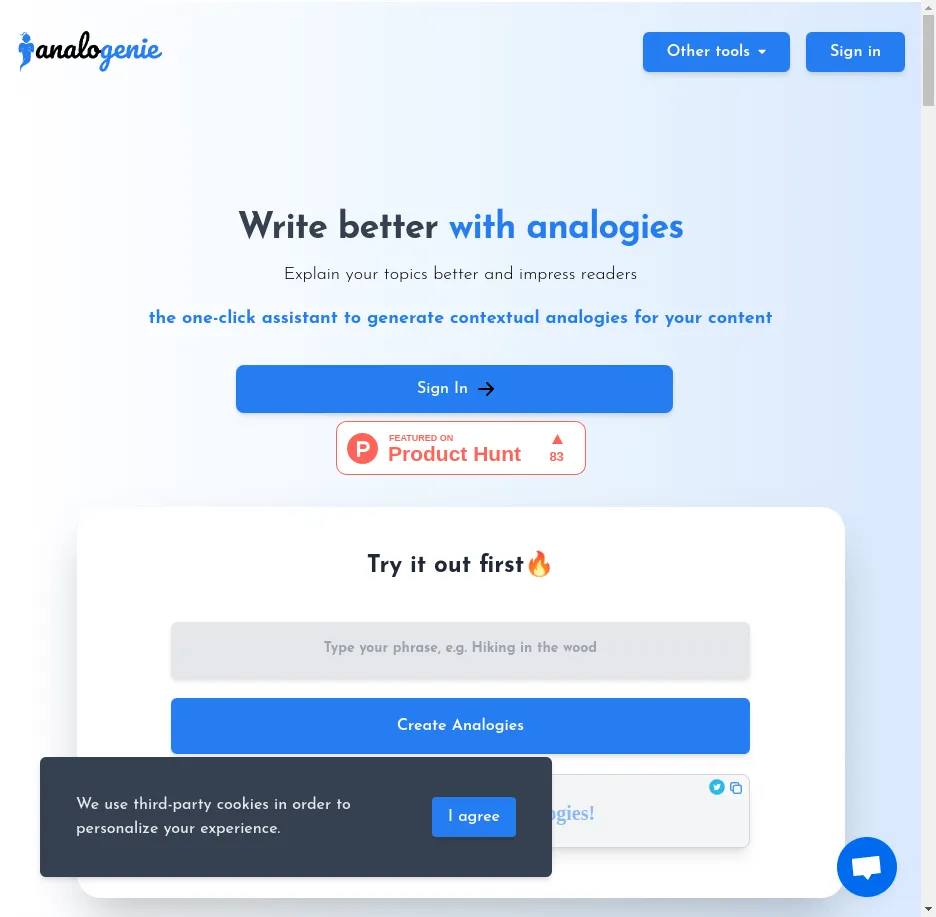 analogenie
Other tools
Sign in
Write better with analogies
Explain your topics better and impress readers
the one-click assistant to generate contextual analogies for your content
Sign In
P
FEATURED ON
Product Hunt
83
Try it out first🔥
Type your phrase, e.g. Hiking in the wood
Create Analogies
We use third-party cookies in order to
personalize your experience.
I agree